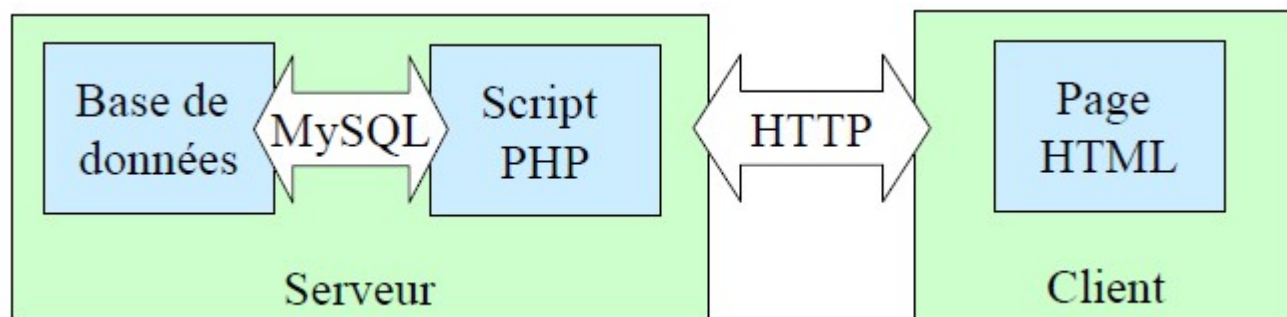 Base de
données
MySQL
Script
PHP
HTTP
Page
HTML
Serveur
Client